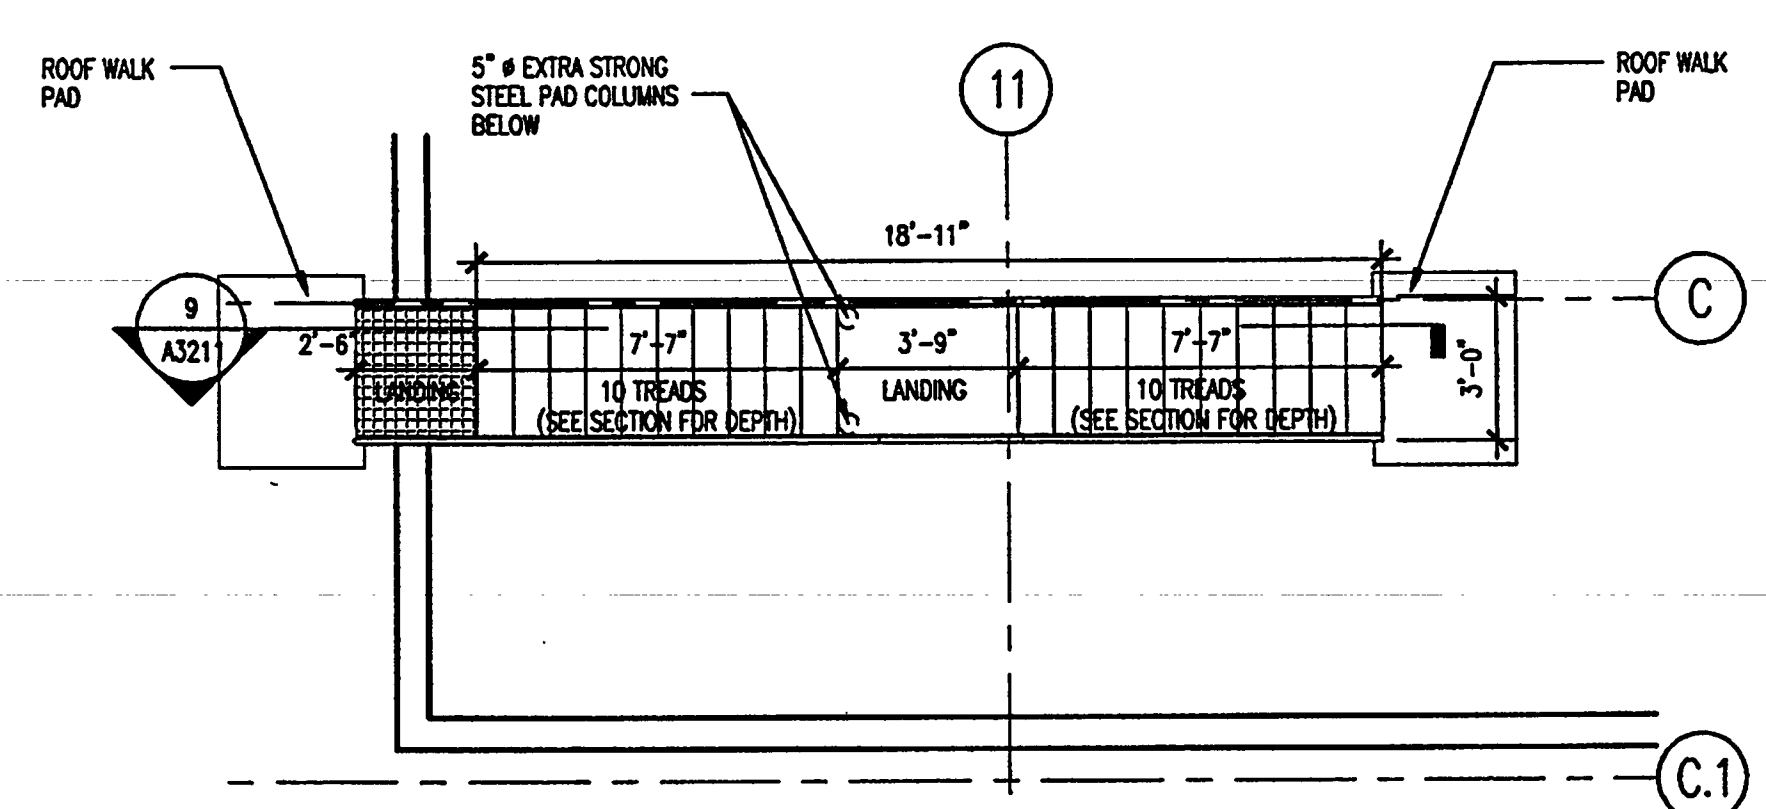 ROOF WALK
PAD
5" ø EXTRA STRONG
STEEL PAD COLUMNS
BELOW
11
ROOF WALK
PAD
18'-11"
C
9
A3211
2'-6"
7'-7"
3'-9"
7'-7"
3'-0"
LANDING
10 TREADS
(SEE SECTION FOR DEPTH)
LANDING
10 TREADS
(SEE SECTION FOR DEPTH)
C.1